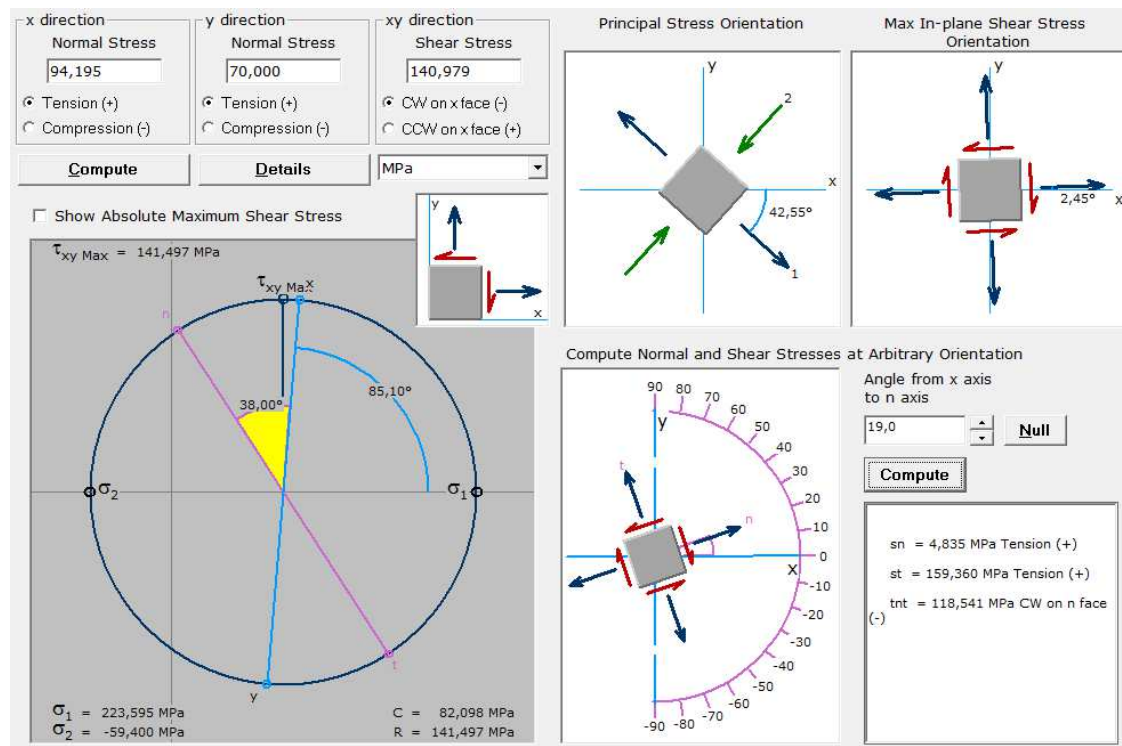 x direction
Normal Stress
94,195
Tension (+)
Compression (-)
y direction
Normal Stress
70,000
Tension (+)
Compression (-)
xy direction
Shear Stress
140,979
CW on x face (-)
CCW on x face (+)
Compute
Details
MPa
Show Absolute Maximum Shear Stress
y
x
τxy Max = 141,497 MPa
τxy Max
x
n
38,00°
85,10°
σ2
σ1
t
y
σ1 = 223,595 MPa
σ2 = -59,400 MPa
C = 82,098 MPa
R = 141,497 MPa
Principal Stress Orientation
y
2
x
42,55°
1
Max In-plane Shear Stress
Orientation
y
2,45°
x
Compute Normal and Shear Stresses at Arbitrary Orientation
90
80
70
60
50
40
30
20
10
0
-10
-20
-30
-40
-50
-60
-70
-80
-90
y
t
n
x
Angle from x axis
to n axis
19,0
Null
Compute
sn = 4,835 MPa Tension (+)
st = 159,360 MPa Tension (+)
tnt = 118,541 MPa CW on n face
(-)